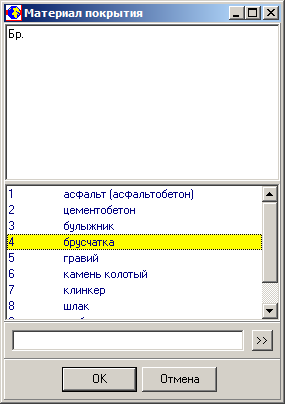 Материал покрытия
Бр.
1 асфальт (асфальтобетон)
2 цементобетон
3 булыжник
4 брусчатка
5 гравий
6 камень колотый
7 клинкер
8 шлак
>>
OK
Отмена